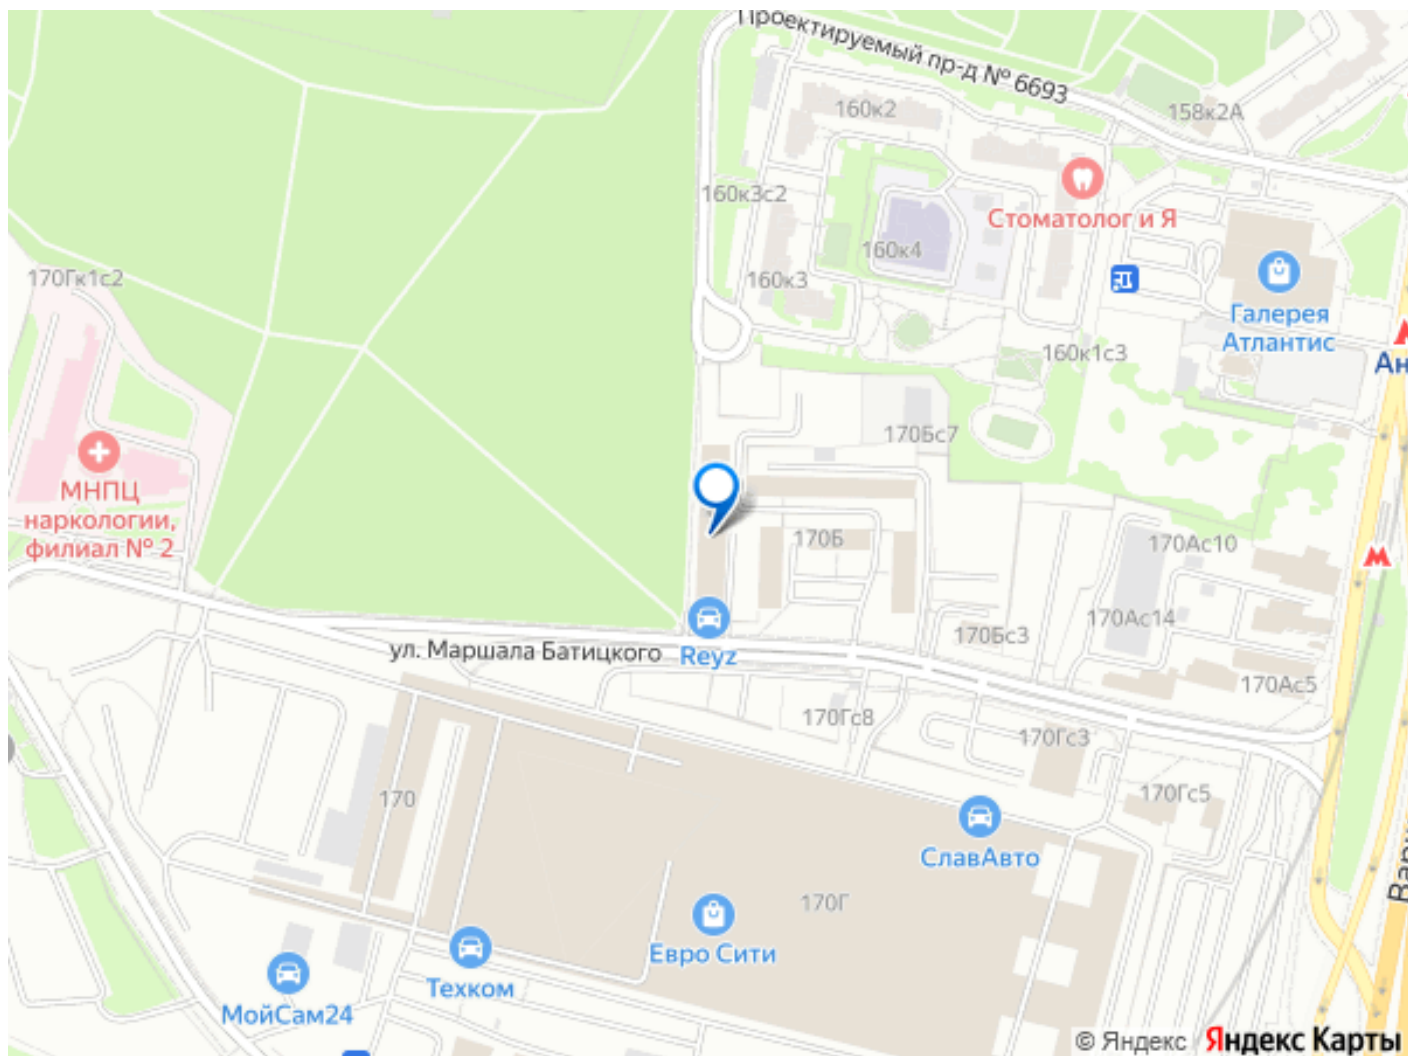 Проектируемый пр-д № 6693
160к2
158к2А
160к3с2
Стоматолог и Я
160к4
170Гк1с2
160к3
Галерея
Атлантис
160к1с3
Ан
170Бс7
МНПЦ
наркологии,
филиал № 2
170Б
170Ас10
170Ас14
170Бс3
ул. Маршала Батицкого
Reyz
170Ас5
170Гс8
170Гс3
170
170Гс5
СлавАвто
Варш
170Г
Евро Сити
Техком
МойСам24
© Яндекс
Яндекс Карты